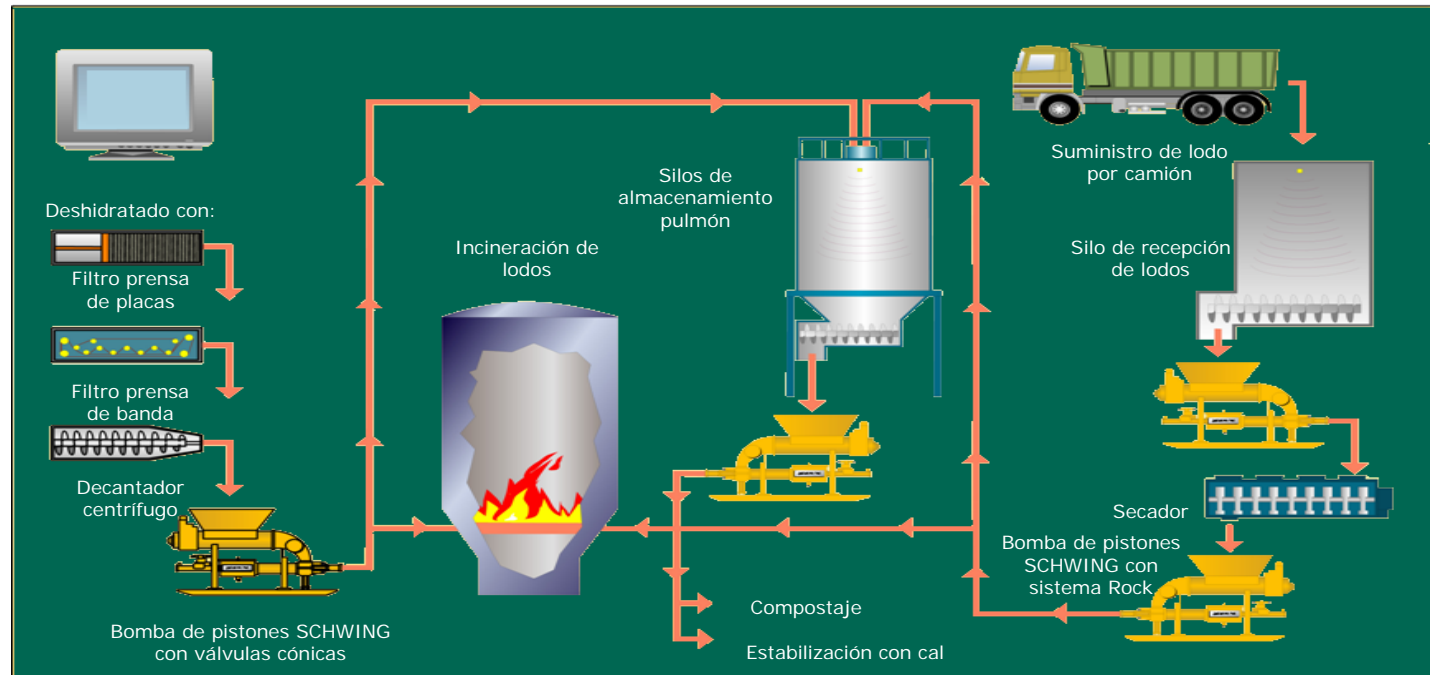 Deshidratado con:
Filtro prensa
de placas
Filtro prensa
de banda
Decantador
centrífugo
Bomba de pistones SCHWING
con válvulas cónicas
Incineración de
lodos
Silos de
almacenamiento
pulmón
Compostaje
Estabilización con cal
Suministro de lodo
por camión
Silo de recepción
de lodos
Secador
Bomba de pistones
SCHWING con
sistema Rock